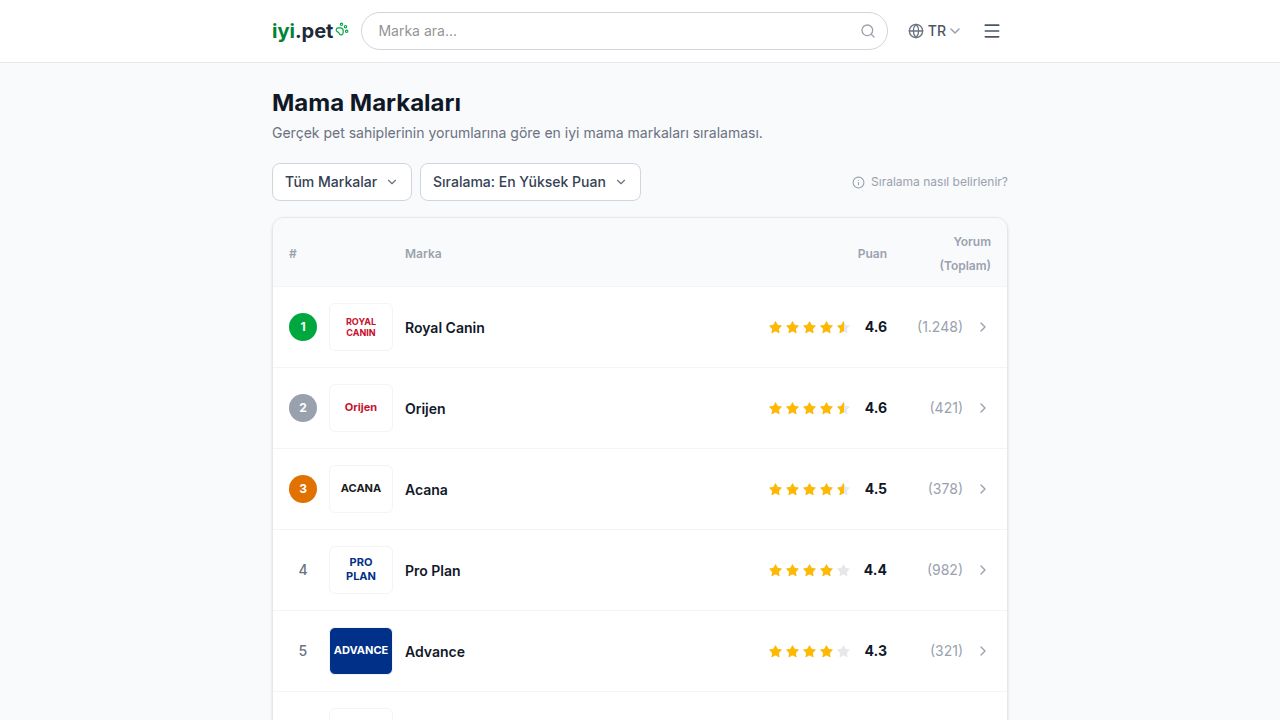 iyi.pet
Marka ara...
TR
Mama Markaları
Gerçek pet sahiplerinin yorumlarına göre en iyi mama markaları sıralaması.
Tüm Markalar
Sıralama: En Yüksek Puan
Sıralama nasıl belirlenir?
# Marka Puan Yorum
(Toplam)
1 ROYAL
CANIN Royal Canin 4.6 (1.248)
2 Orijen Orijen 4.6 (421)
3 ACANA Acana 4.5 (378)
4 PRO
PLAN Pro Plan 4.4 (982)
5 ADVANCE Advance 4.3 (321)